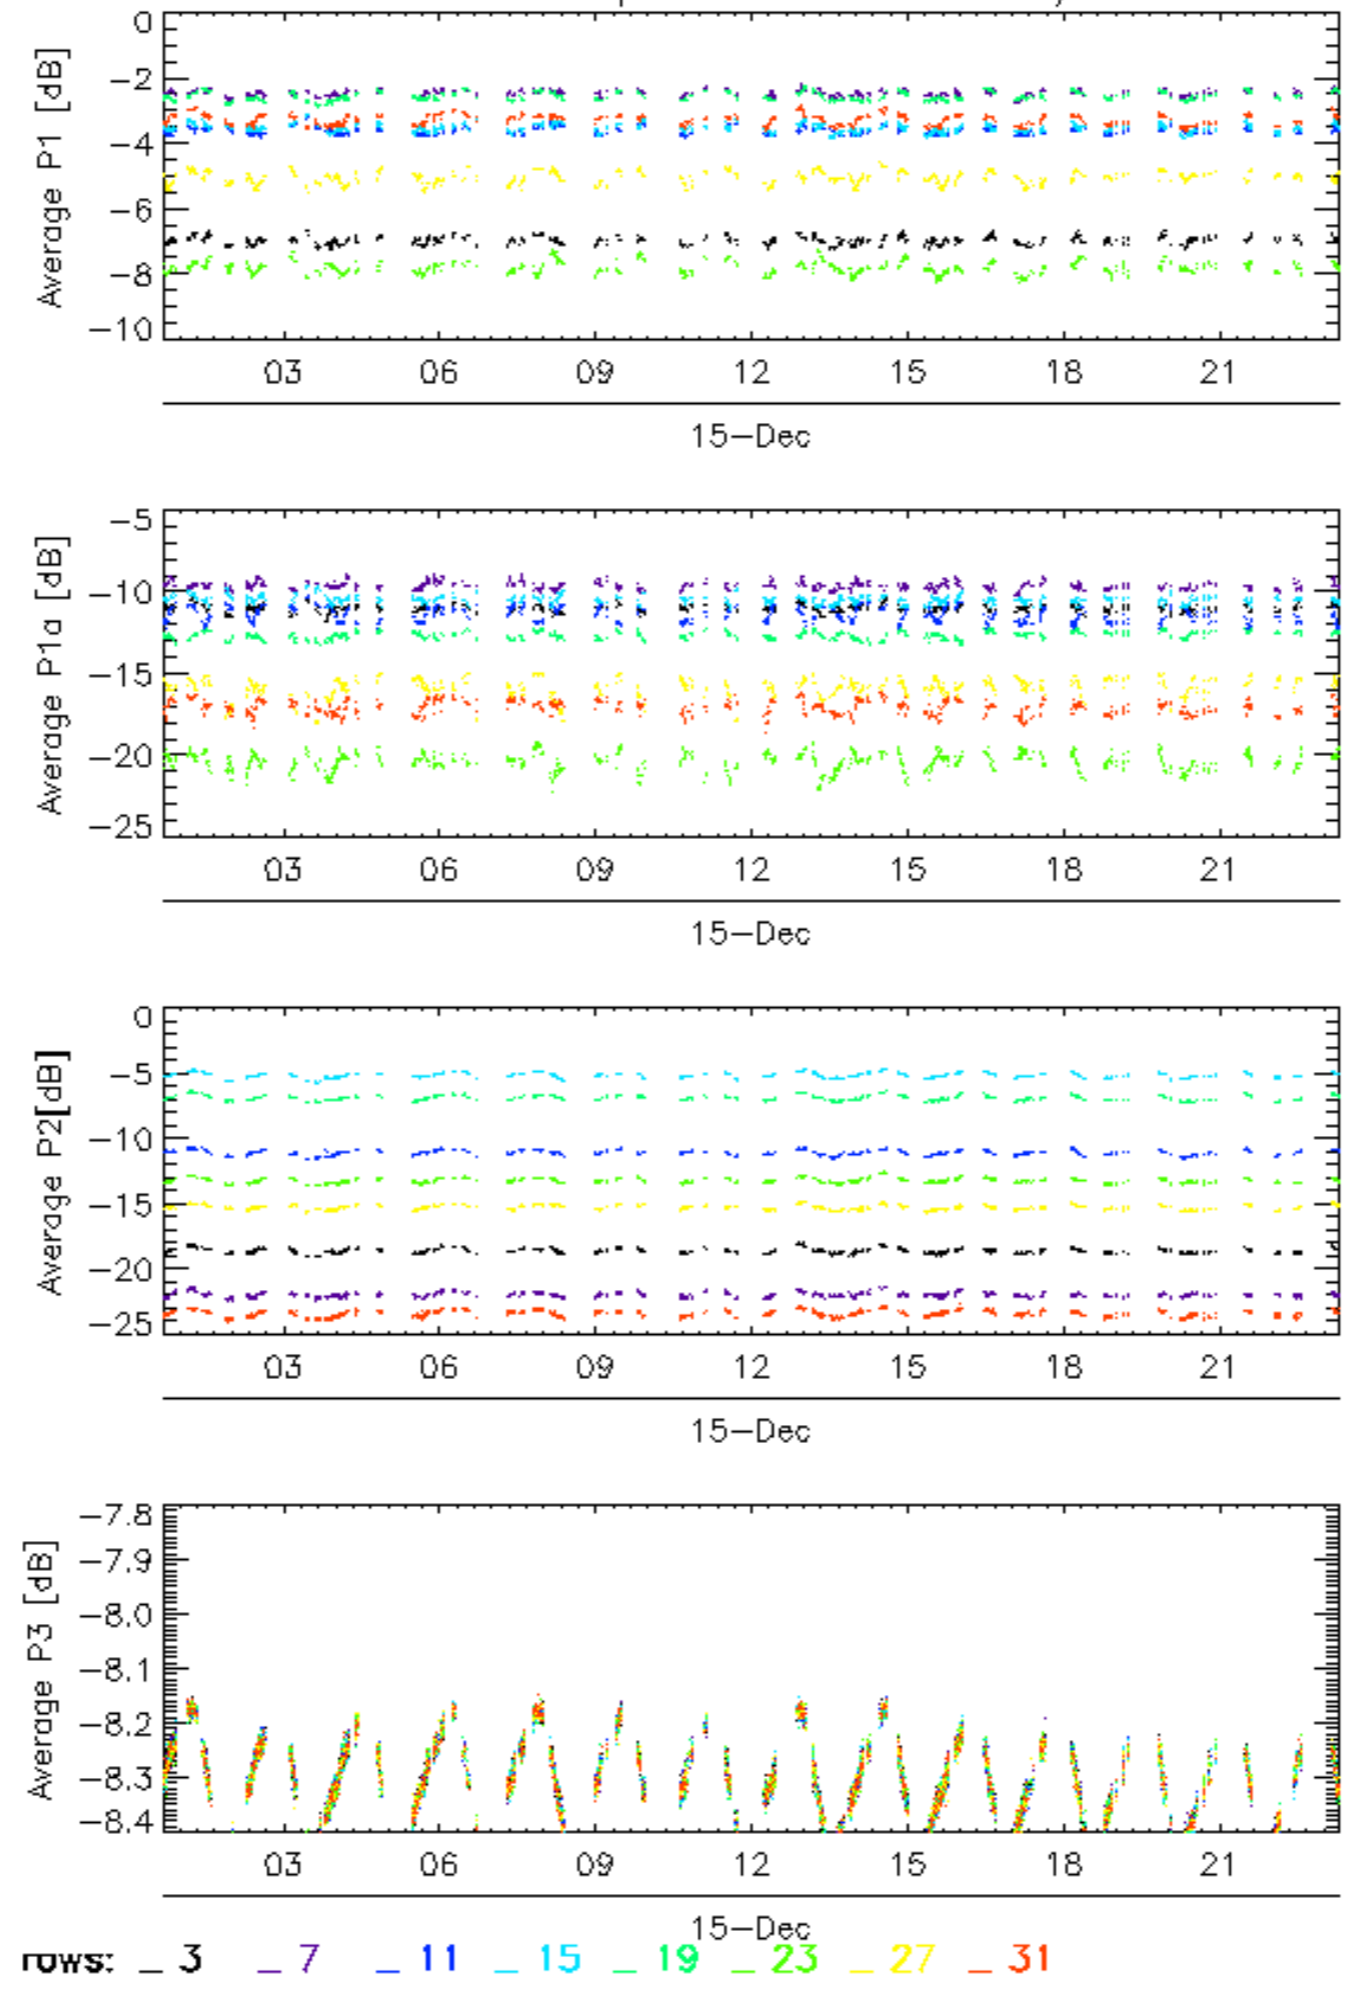 0
−2
−4
−6
−8
−10
Average P1 [dB]
03 06 09 12 15 18 21
15−Dec
−5
−10
−15
−20
−25
Average P1a [dB]
03 06 09 12 15 18 21
15−Dec
0
−5
−10
−15
−20
−25
Average P2[dB]
03 06 09 12 15 18 21
15−Dec
−7.8
−7.9
−8.0
−8.1
−8.2
−8.3
−8.4
Average P3 [dB]
03 06 09 12 15 18 21
15−Dec
rows: _ 3 _ 7 _ 11 _ 15 _ 19 _ 23 _ 27 _ 31